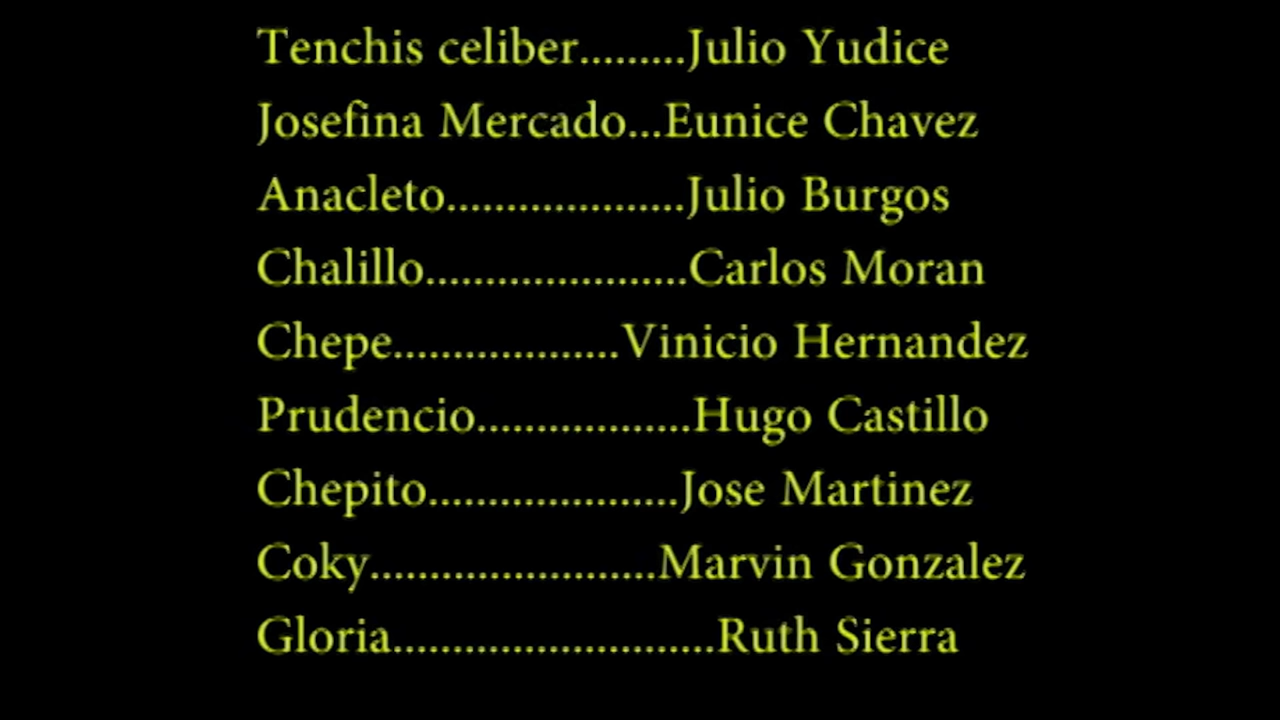 Tenchis celiber.........Julio Yudice
Josefina Mercado...Eunice Chavez
Anacleto....................Julio Burgos
Chalillo......................Carlos Moran
Chepe...................Vinicio Hernandez
Prudencio..................Hugo Castillo
Chepito.....................Jose Martinez
Coky........................Marvin Gonzalez
Gloria...........................Ruth Sierra